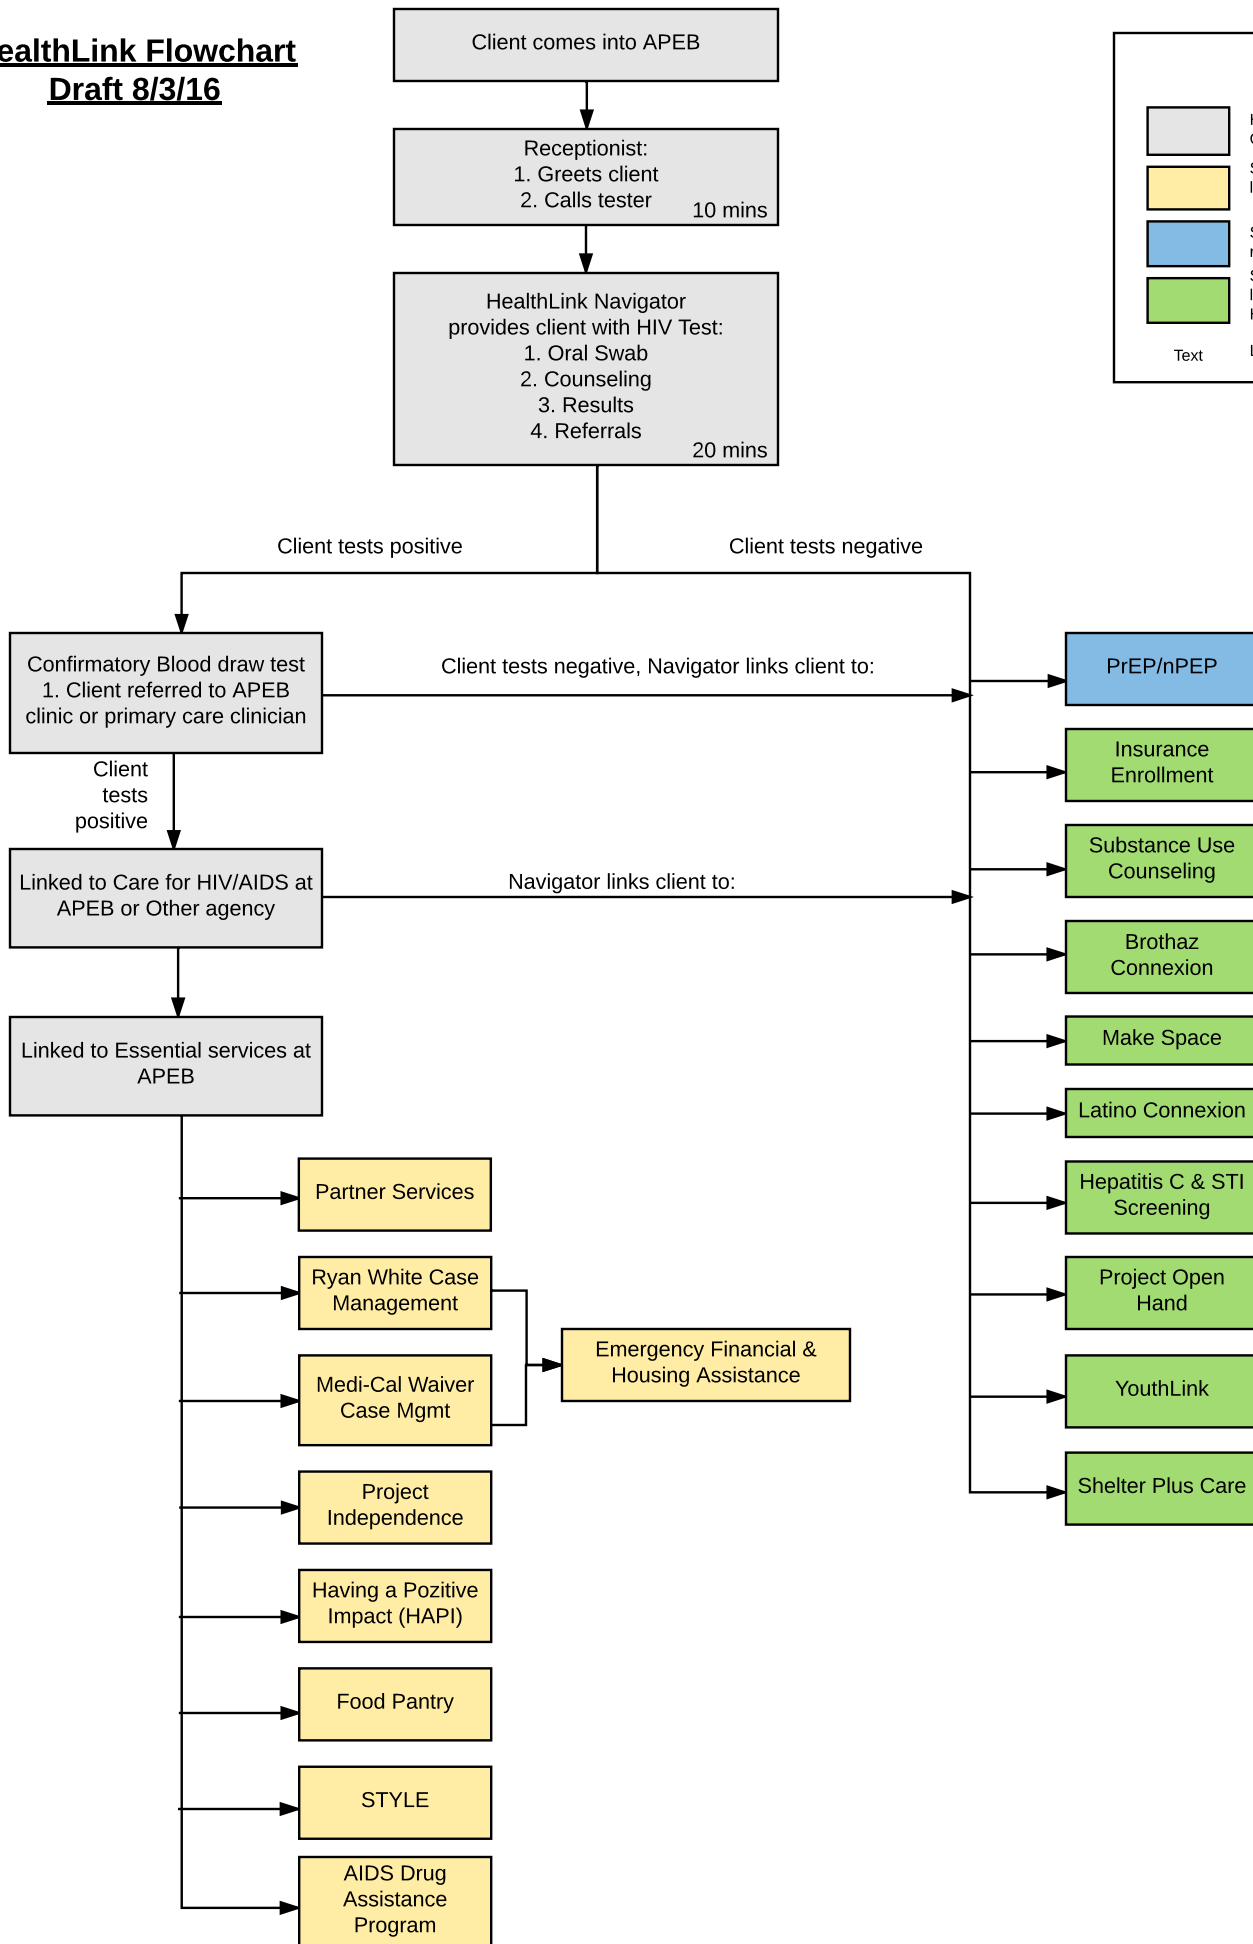 ealthLink Flowchart
Draft 8/3/16
Client comes into APEB
Receptionist:
1. Greets client
2. Calls tester
10 mins
HealthLink Navigator
provides client with HIV Test:
1. Oral Swab
2. Counseling
3. Results
4. Referrals
20 mins
Text
Client tests positive
Client tests negative
Confirmatory Blood draw test
1. Client referred to APEB
clinic or primary care clinician
Client tests negative, Navigator links client to:
Client
tests
positive
Linked to Care for HIV/AIDS at
APEB or Other agency
Navigator links client to:
Linked to Essential services at
APEB
Partner Services
Ryan White Case
Management
Medi-Cal Waiver
Case Mgmt
Emergency Financial &
Housing Assistance
Project
Independence
Having a Pozitive
Impact (HAPI)
Food Pantry
STYLE
AIDS Drug
Assistance
Program
PrEP/nPEP
Insurance
Enrollment
Substance Use
Counseling
Brothaz
Connexion
Make Space
Latino Connexion
Hepatitis C & STI
Screening
Project Open
Hand
YouthLink
Shelter Plus Care